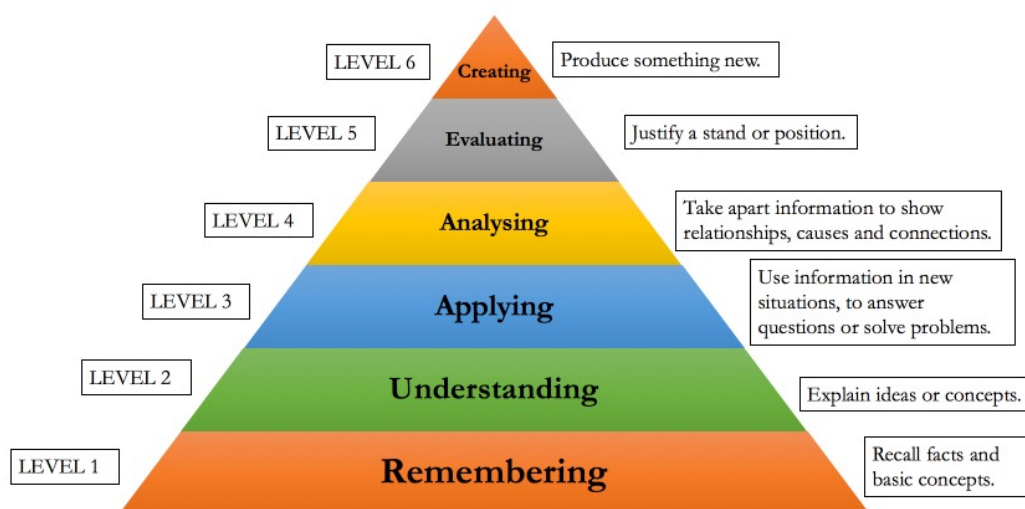 LEVEL 6
Creating
Produce something new.
LEVEL 5
Evaluating
Justify a stand or position.
LEVEL 4
Analysing
Take apart information to show
relationships, causes and connections.
LEVEL 3
Applying
Use information in new
situations, to answer
questions or solve problems.
LEVEL 2
Understanding
Explain ideas or concepts.
LEVEL 1
Remembering
Recall facts and
basic concepts.